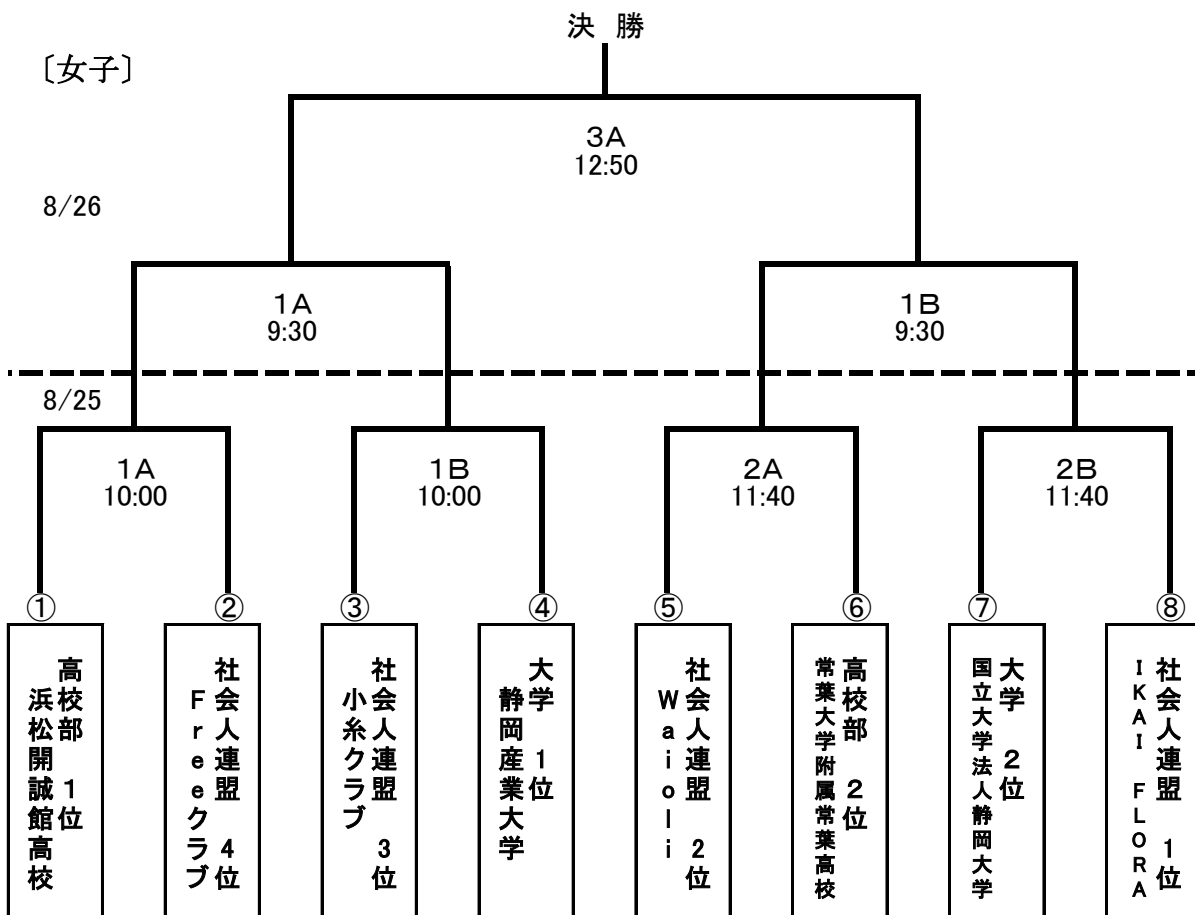 決 勝
〔女子〕
3A
12:50
8/26
1A
9:30
1B
9:30
8/25
1A
10:00
1B
10:00
2A
11:40
2B
11:40
①
②
③
④
⑤
⑥
⑦
⑧
高校部 1位
浜松開誠館高校
社会人連盟 4位
Freeクラブ
社会人連盟 3位
小糸クラブ
大学 1位
静岡産業大学
社会人連盟 2位
Waioli
高校部 2位
常葉大学附属常葉高校
大学 2位
国立大学法人静岡大学
社会人連盟 1位
IKAI FLORA